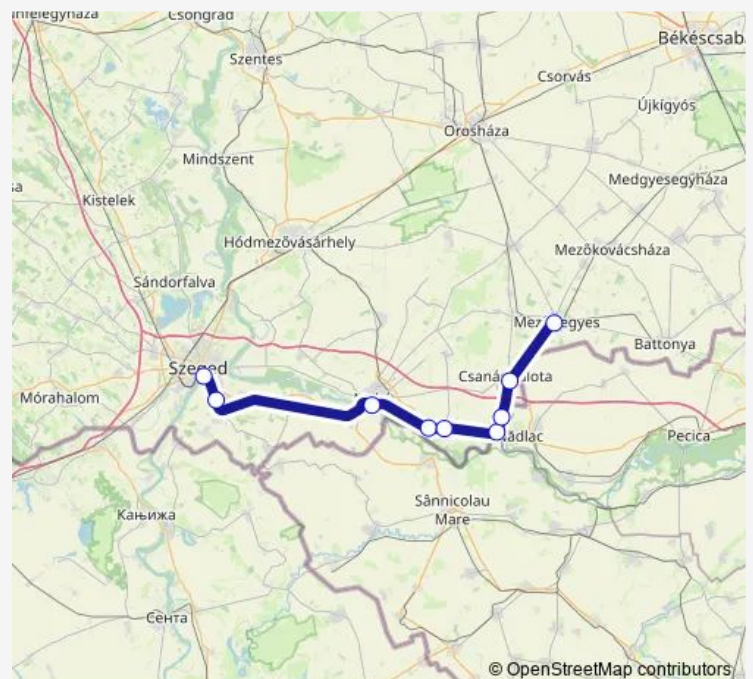 Csongrád
Szentes
Békéscsab
Csorvás
Újkígyós
Orosháza
Mindszent
Medgyesegyháza
Kistelek
Hódmezővásárhely
Mezőkovácsháza
Sándorfalva
Battonya
Szeged
Mórahalom
Pecica
Sânnicolau
Mare
Кањижа
Сента
© OpenStreetMap contributors